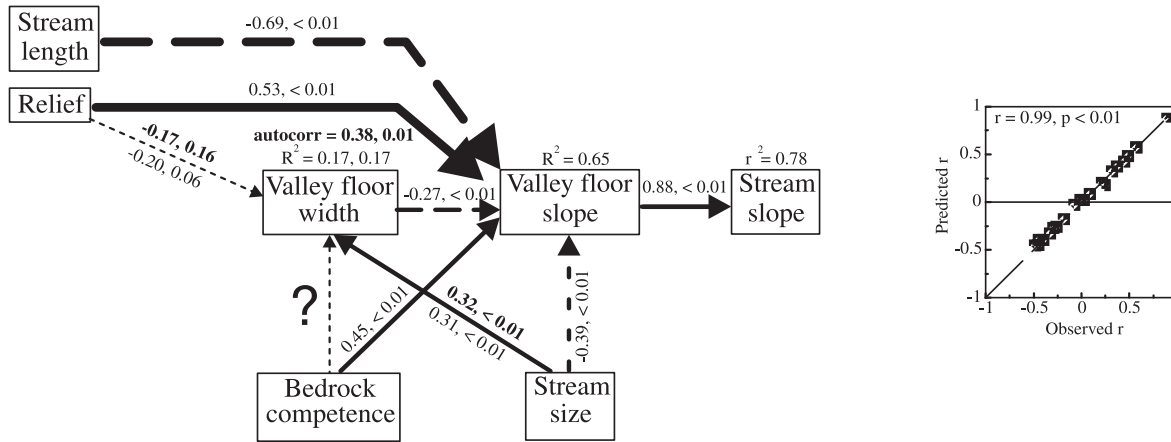 Stream
length
-0.69, < 0.01
Relief
0.53, < 0.01
-0.17, 0.16
-0.20, 0.06
autocorr = 0.38, 0.01
R² = 0.17, 0.17
Valley floor
width
-0.27, < 0.01
R² = 0.65
Valley floor
slope
0.88, < 0.01
r² = 0.78
Stream
slope
?
0.45, < 0.01
0.32, < 0.01
0.31, < 0.01
-0.39, < 0.01
Bedrock
competence
Stream
size
r = 0.99, p < 0.01
Predicted r
1
0.5
0
-0.5
-1
-1 -0.5 0 0.5
Observed r